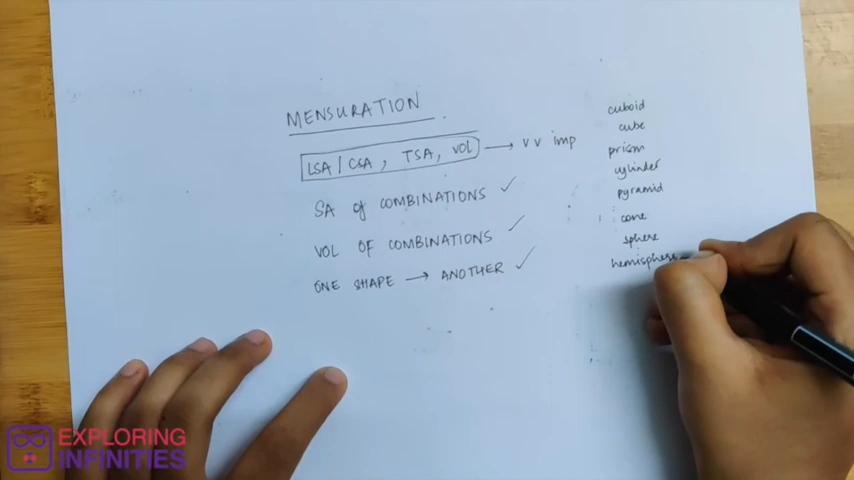 MENSURATION
LSA/CSA, TSA, VOL → V V imp
SA of COMBINATIONS ✓
VOL OF COMBINATIONS ✓
ONE SHAPE → ANOTHER ✓
cuboid
cube
prism
cylinder
pyramid
cone
sphere
hemisphere
EXPLORING
INFINITIES